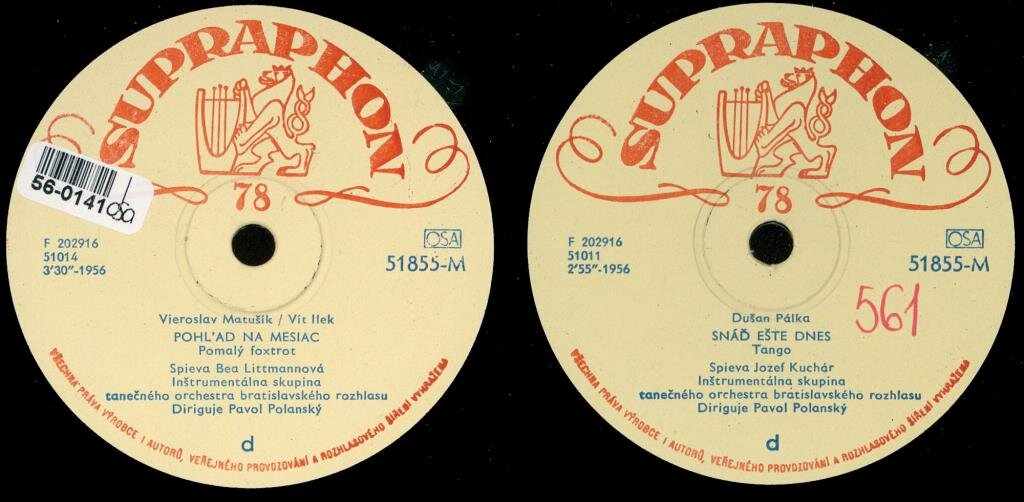 SUPRAPHON
78
56-0141 OSA
F 202916
51014
3'30"-1956
OSA
51855-M
Vieroslav Matušík / Vít Ilek
POHĽAD NA MESIAC
Pomalý foxtrot
Spieva Bea Littmannová
Inštrumentálna skupina
tanečného orchestra bratislavského rozhlasu
Diriguje Pavol Polanský
d
VŠECHNA PRÁVA VÝROBCE I AUTORŮ, VEŘEJNÉHO PROVOZOVÁNÍ A ROZHLASOVÉHO ŠÍŘENÍ VYHRAŽENA
SUPRAPHON
78
F 202916
51011
2'55"-1956
OSA
51855-M
561
Dušan Pálka
SNÁĎ EŠTE DNES
Tango
Spieva Jozef Kuchár
Inštrumentálna skupina
tanečného orchestra bratislavského rozhlasu
Diriguje Pavol Polanský
d
VŠECHNA PRÁVA VÝROBCE I AUTORŮ, VEŘEJNÉHO PROVOZOVÁNÍ A ROZHLASOVÉHO ŠÍŘENÍ VYHRAŽENA